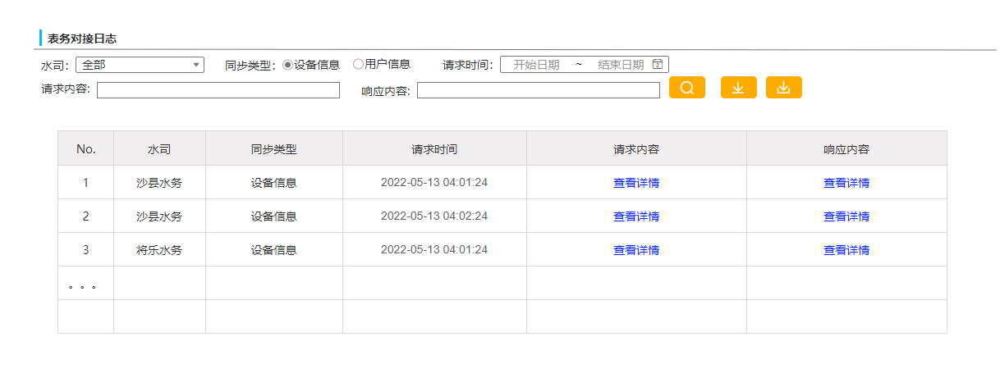 表务对接日志
水司： 全部 同步类型： 设备信息 用户信息 请求时间： 开始日期 ~ 结束日期 2
请求内容: 响应内容:
No. 水司 同步类型 请求时间 请求内容 响应内容
1 沙县水务 设备信息 2022-05-13 04:01:24 查看详情 查看详情
2 沙县水务 设备信息 2022-05-13 04:02:24 查看详情 查看详情
3 将乐水务 设备信息 2022-05-13 04:01:24 查看详情 查看详情
。。。